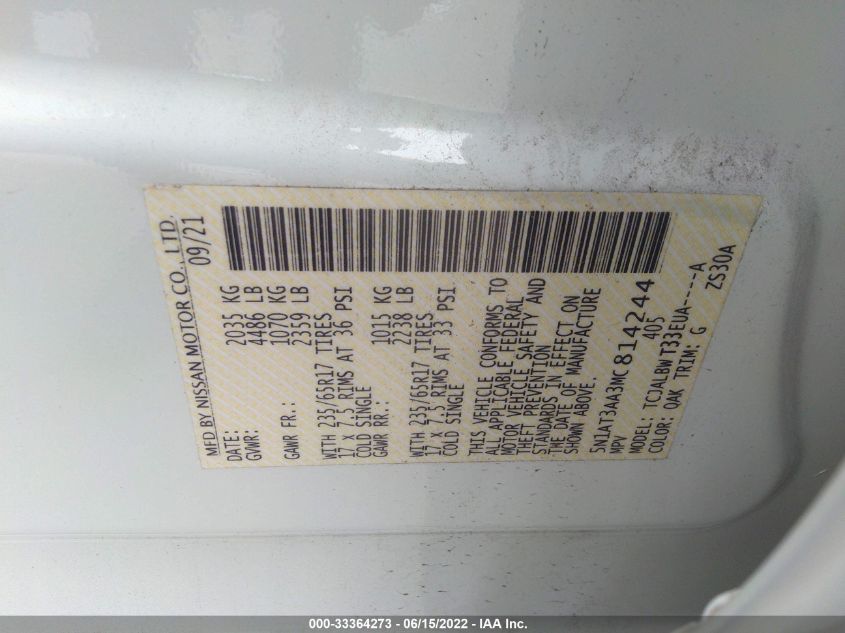 MFD BY NISSAN MOTOR CO., LTD.
DATE: 09/21
GVWR: 2035 KG
4486 LB
GAWR FR.: 1070 KG
2359 LB
WITH 235/65R17 TIRES
17 X 7.5 RIMS AT 36 PSI
COLD SINGLE
GAWR RR.: 1015 KG
2238 LB
WITH 235/65R17 TIRES
17 X 7.5 RIMS AT 33 PSI
COLD SINGLE
THIS VEHICLE CONFORMS TO
ALL APPLICABLE FEDERAL
MOTOR VEHICLE SAFETY AND
THEFT PREVENTION
STANDARDS IN EFFECT ON
THE DATE OF MANUFACTURE
SHOWN ABOVE.
5N1AT3AA3MC814244
MPV 405
MODEL: TCJALBWT33EUA-----A
COLOR: QAK TRIM: G ZS30A
000-33364273 - 06/15/2022 - IAA Inc.